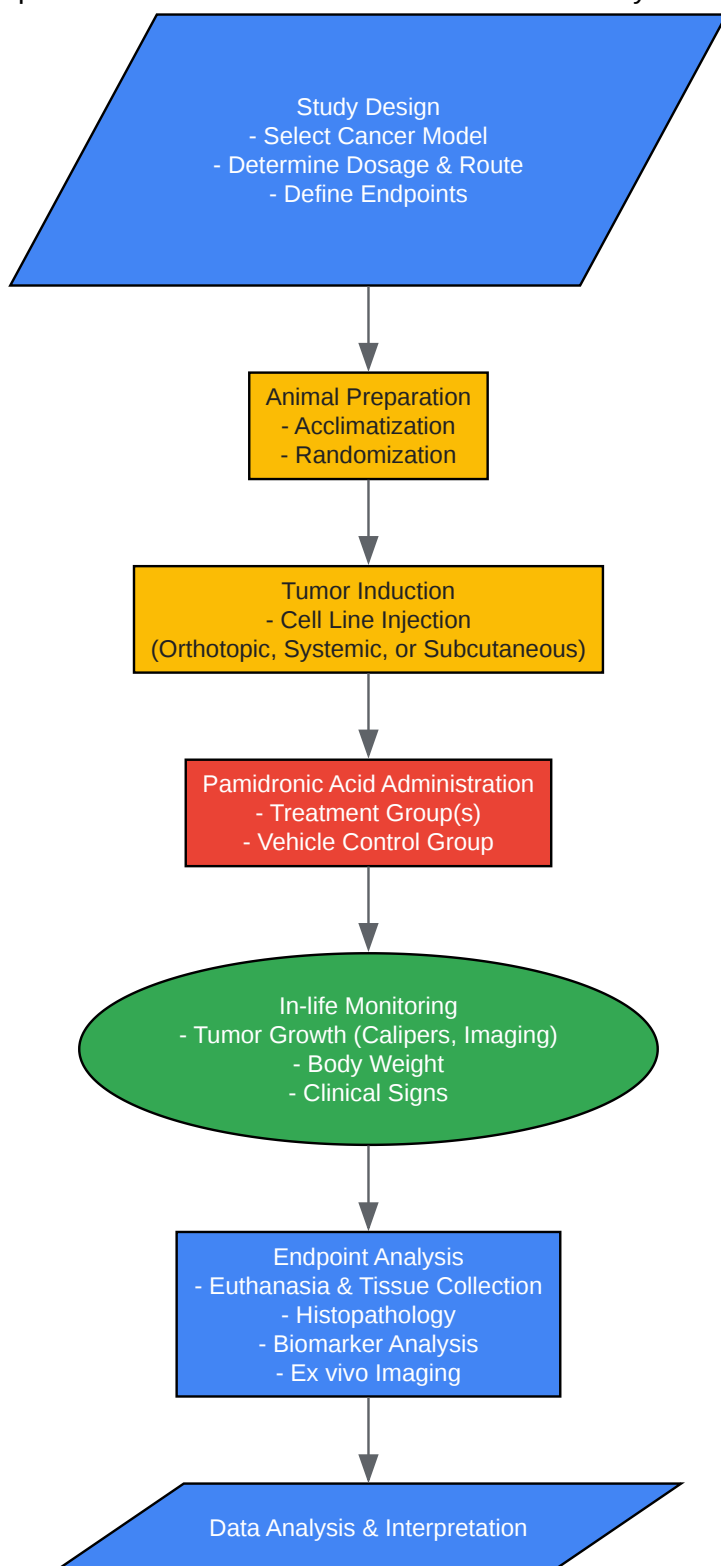 Study Design
- Select Cancer Model
- Determine Dosage & Route
- Define Endpoints
Animal Preparation
- Acclimatization
- Randomization
Tumor Induction
- Cell Line Injection
(Orthotopic, Systemic, or Subcutaneous)
Pamidronic Acid Administration
- Treatment Group(s)
- Vehicle Control Group
In-life Monitoring
- Tumor Growth (Calipers, Imaging)
- Body Weight
- Clinical Signs
Endpoint Analysis
- Euthanasia & Tissue Collection
- Histopathology
- Biomarker Analysis
- Ex vivo Imaging
Data Analysis & Interpretation